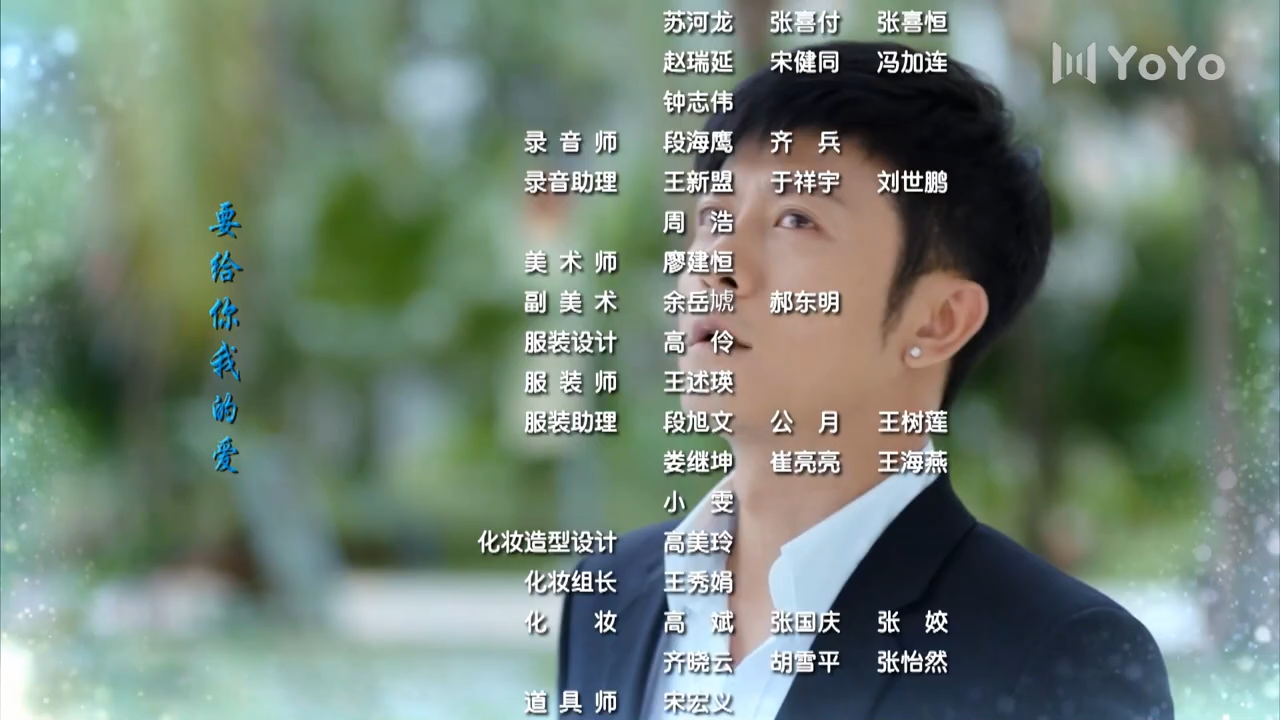 苏河龙 张喜付 张喜恒
赵瑞延 宋健同 冯加连
YoYo
钟志伟
录音师 段海鹰 齐兵
录音助理 王新盟 于祥宇 刘世鹏
周浩
美术师 廖建恒
副美术 余岳虓 郝东明
服装设计 高伶
服装师 王述瑛
服装助理 段旭文 公月 王树莲
娄继坤 崔亮亮 王海燕
小雯
化妆造型设计 高美玲
化妆组长 王秀娟
化妆 高斌 张国庆 张姣
齐晓云 胡雪平 张怡然
道具师 宋宏义
要给你我的爱